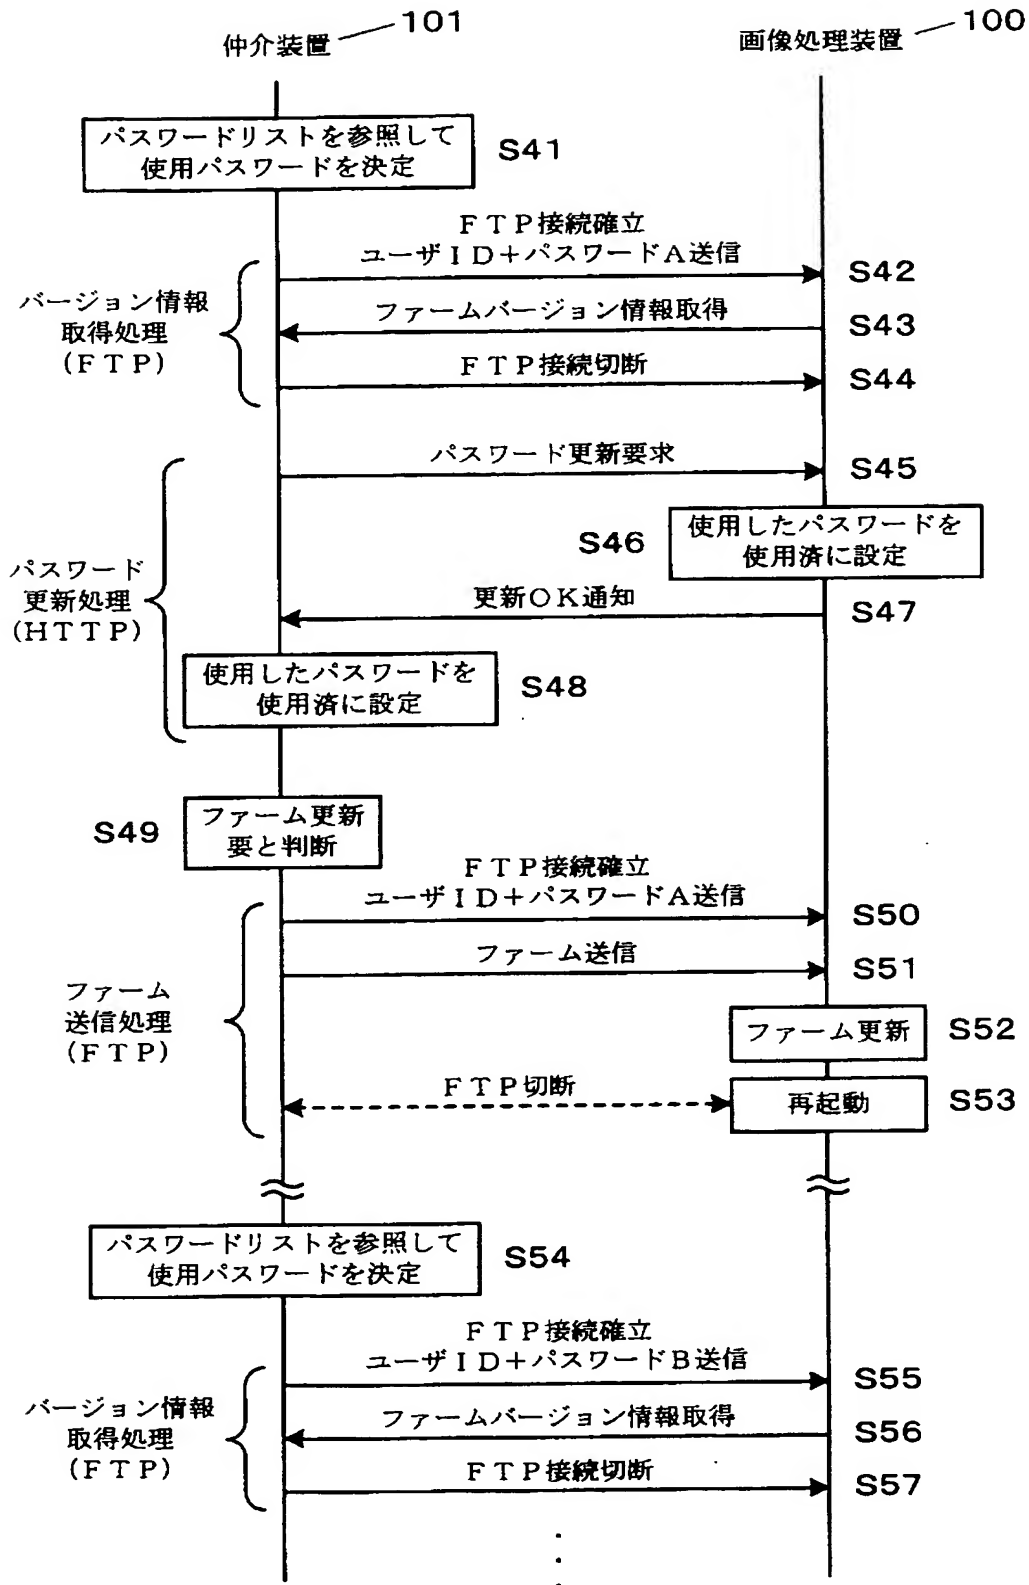 仲介装置 101
画像処理装置 100
パスワードリストを参照して
使用パスワードを決定
S41
ＦＴＰ接続確立
ユーザＩＤ＋パスワードＡ送信
S42
バージョン情報
取得処理
（ＦＴＰ）
ファームバージョン情報取得
S43
ＦＴＰ接続切断
S44
パスワード更新要求
S45
使用したパスワードを
使用済に設定
S46
パスワード
更新処理
（ＨＴＴＰ）
更新ＯＫ通知
S47
使用したパスワードを
使用済に設定
S48
ファーム更新
要と判断
S49
ＦＴＰ接続確立
ユーザＩＤ＋パスワードＡ送信
S50
ファーム送信
S51
ファーム
送信処理
（ＦＴＰ）
ファーム更新
S52
ＦＴＰ切断
再起動
S53
パスワードリストを参照して
使用パスワードを決定
S54
ＦＴＰ接続確立
ユーザＩＤ＋パスワードＢ送信
S55
バージョン情報
取得処理
（ＦＴＰ）
ファームバージョン情報取得
S56
ＦＴＰ接続切断
S57